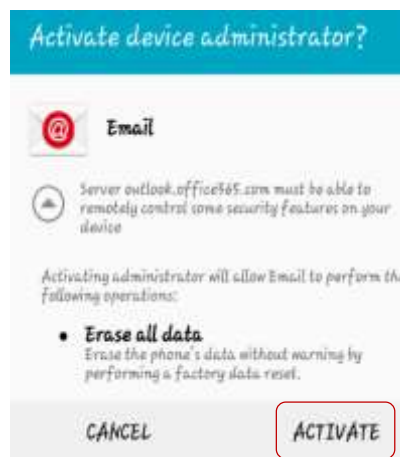 Activate device administrator?
@
Email
Server outlook.office365.com must be able to
remotely control some security features on your
device
Activating administrator will allow Email to perform th
following operations:
• Erase all data
Erase the phone's data without warning by
performing a factory data reset.
CANCEL
ACTIVATE